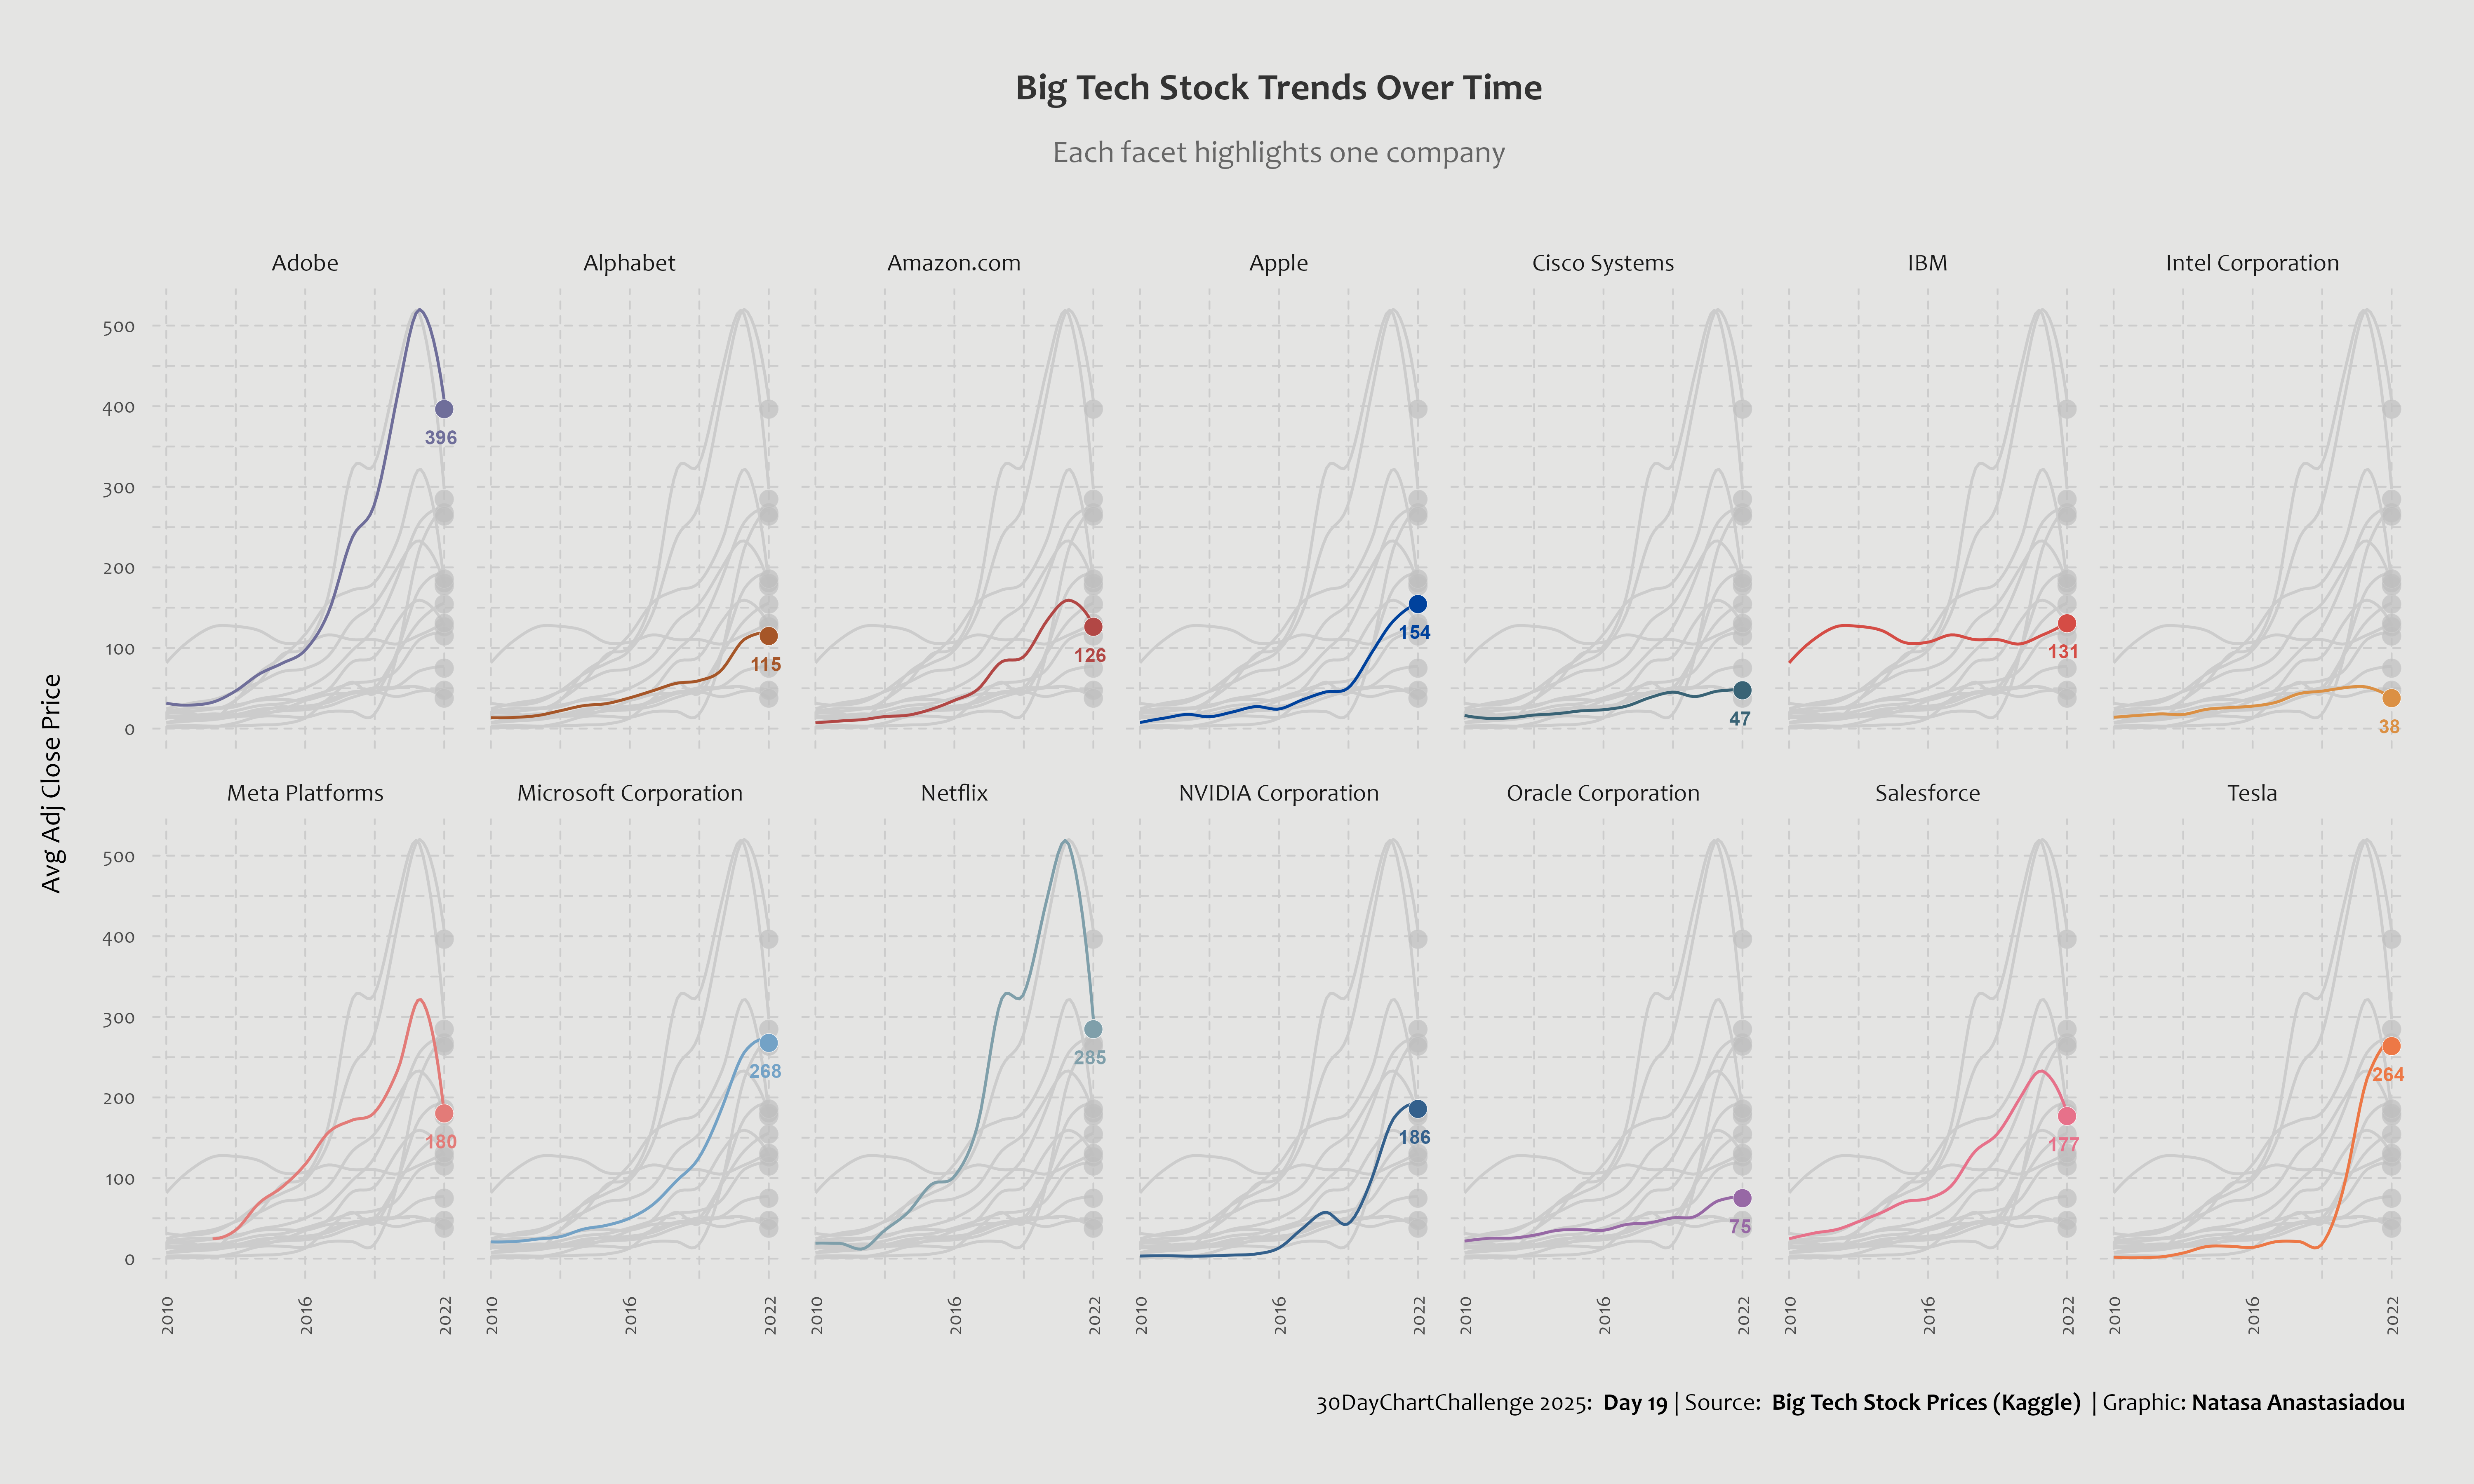 Big Tech Stock Trends Over Time
Each facet highlights one company
Avg Adj Close Price
Adobe Alphabet Amazon.com Apple Cisco Systems IBM Intel Corporation
500
400
300
200
100
0
396 115 126 154 47 131 38
Meta Platforms Microsoft Corporation Netflix NVIDIA Corporation Oracle Corporation Salesforce Tesla
500
400
300
200
100
0
180 268 285 186 75 177 264
2010 2016 2022 2010 2016 2022 2010 2016 2022 2010 2016 2022 2010 2016 2022 2010 2016 2022 2010 2016 2022
30DayChartChallenge 2025: Day 19 | Source: Big Tech Stock Prices (Kaggle) | Graphic: Natasa Anastasiadou